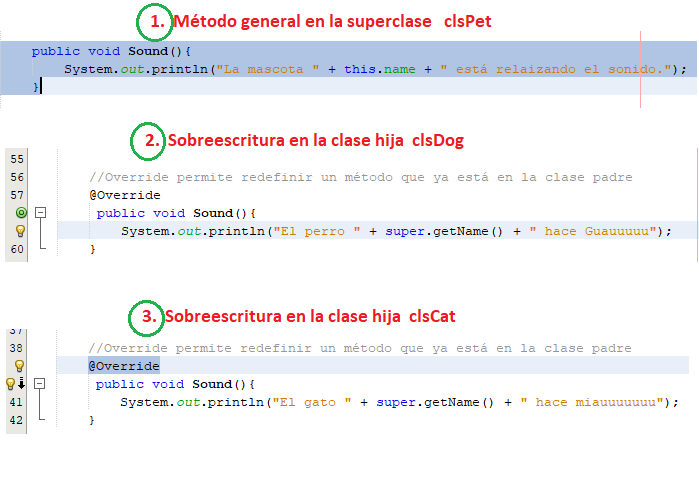 1. Método general en la superclase clsPet
public void Sound(){
System.out.println("La mascota " + this.name + " está relaizando el sonido.");
}
2. Sobreescritura en la clase hija clsDog
55
56 //Override permite redefinir un método que ya está en la clase padre
57 @Override
public void Sound(){
System.out.println("El perro " + super.getName() + " hace Guauuuuu");
60 }
3. Sobreescritura en la clase hija clsCat
37
38 //Override permite redefinir un método que ya está en la clase padre
@Override
public void Sound(){
41 System.out.println("El gato " + super.getName() + " hace miauuuuuuu");
42 }